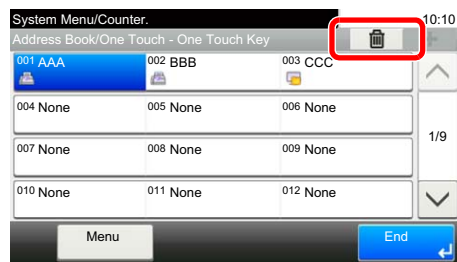 System Menu/Counter. 10:10
Address Book/One Touch - One Touch Key
001 AAA 002 BBB 003 CCC
004 None 005 None 006 None
1/9
007 None 008 None 009 None
010 None 011 None 012 None
Menu End